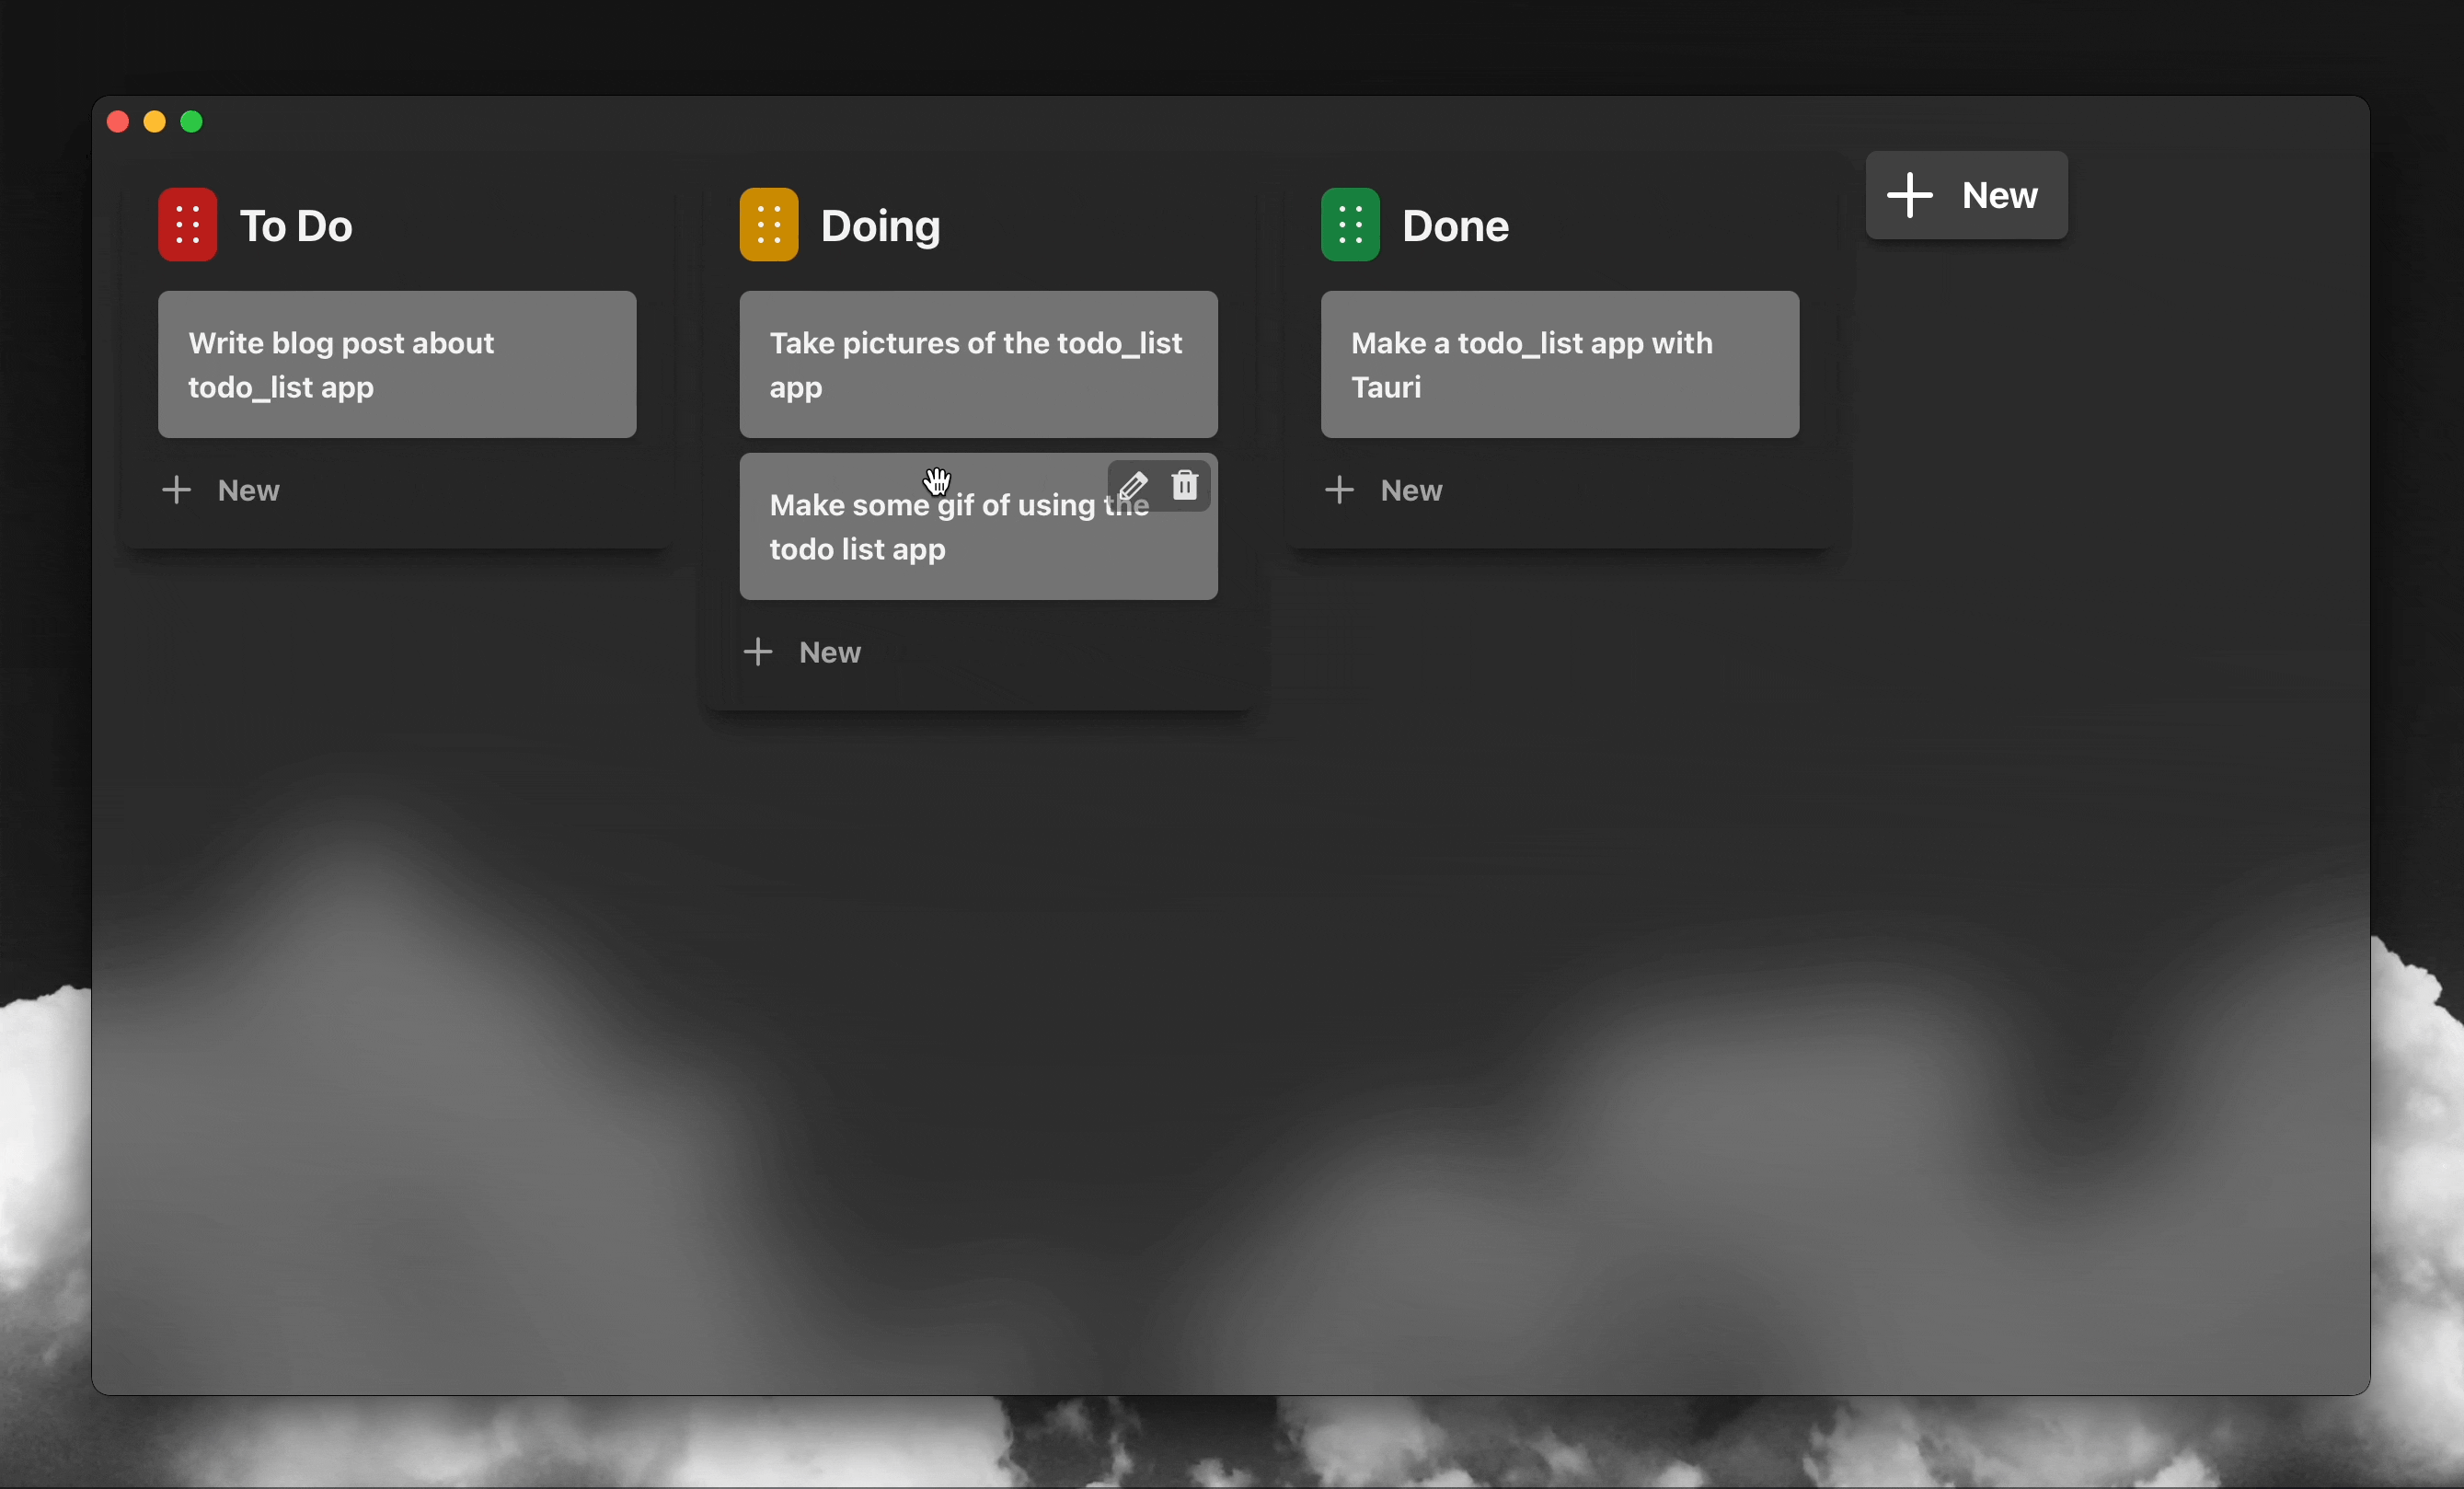 To Do
Write blog post about
todo_list app
New
Doing
Take pictures of the todo_list
app
Make some gif of using the
todo list app
New
Done
Make a todo_list app with
Tauri
New
New